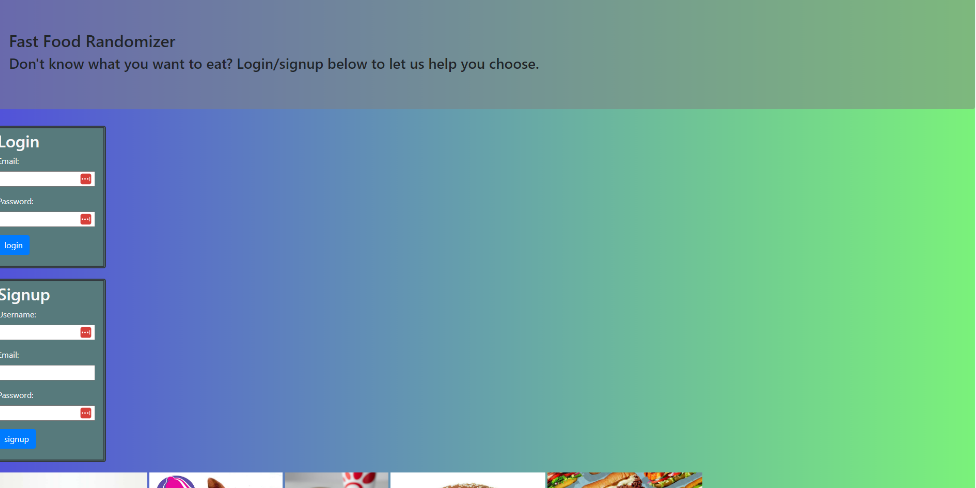 Fast Food Randomizer
Don't know what you want to eat? Login/signup below to let us help you choose.
Login
Email:
Password:
login
Signup
Username:
Email:
Password:
signup